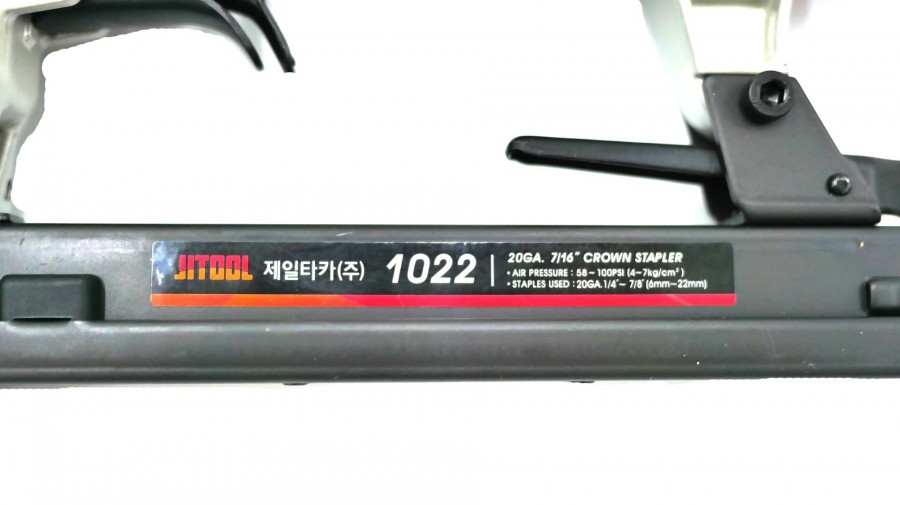 JITOOL 제일타카(주) 1022
20GA. 7/16" CROWN STAPLER
• AIR PRESSURE : 58~100PSI (4~7kg/cm²)
• STAPLES USED : 20GA.1/4"~ 7/8" (6mm~22mm)